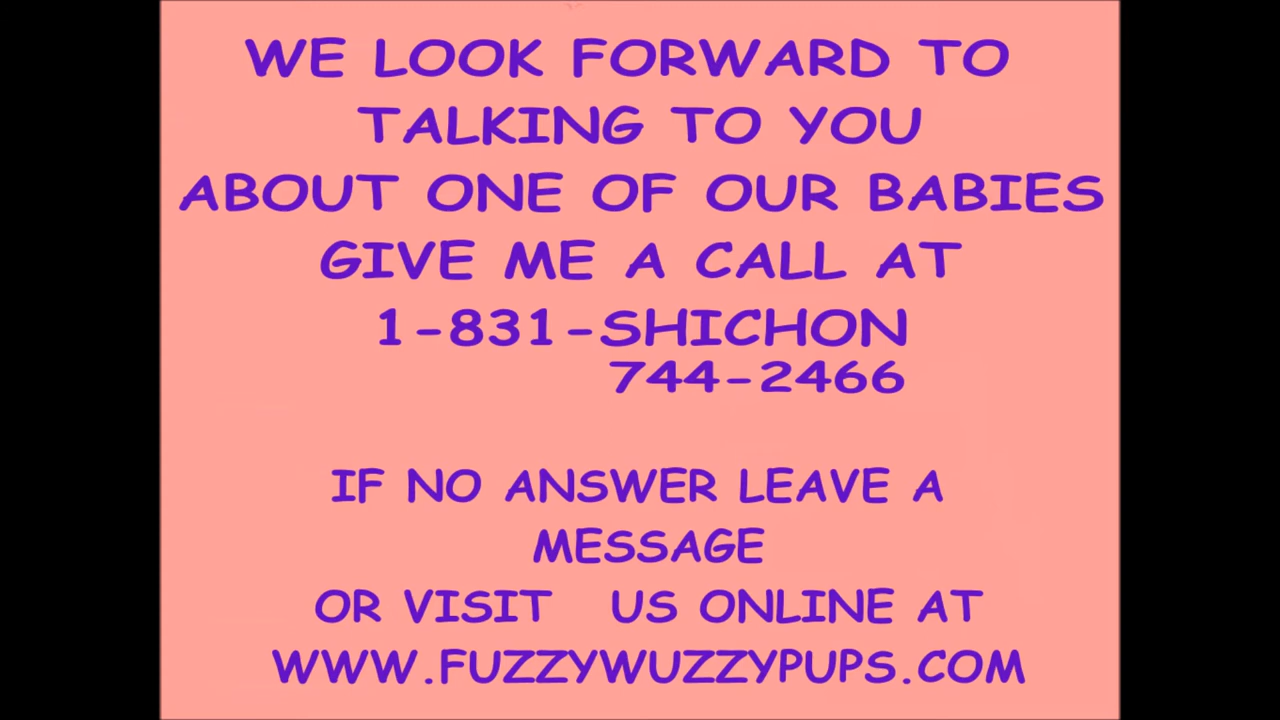 WE LOOK FORWARD TO
TALKING TO YOU
ABOUT ONE OF OUR BABIES
GIVE ME A CALL AT
1-831-SHICHON
744-2466
IF NO ANSWER LEAVE A
MESSAGE
OR VISIT US ONLINE AT
WWW.FUZZYWUZZYPUPS.COM